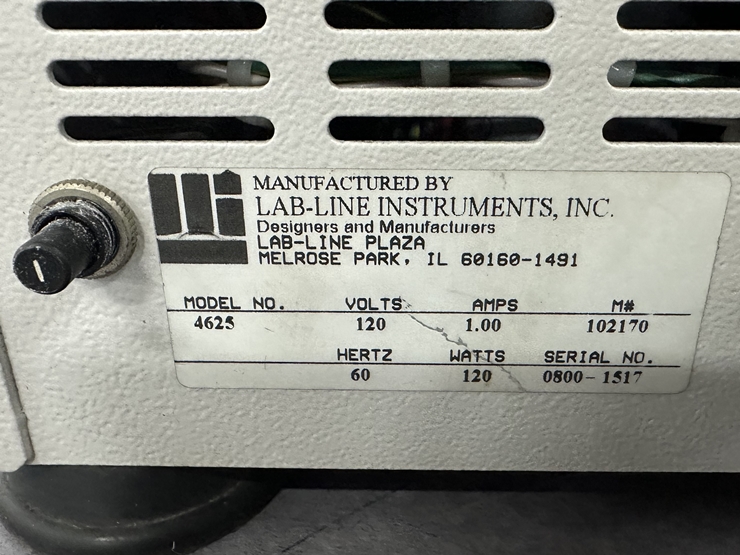 MANUFACTURED BY
LAB-LINE INSTRUMENTS, INC.
Designers and Manufacturers
LAB-LINE PLAZA
MELROSE PARK, IL 60160-1491
MODEL NO. VOLTS AMPS M#
4625 120 1.00 102170
HERTZ WATTS SERIAL NO.
60 120 0800-1517